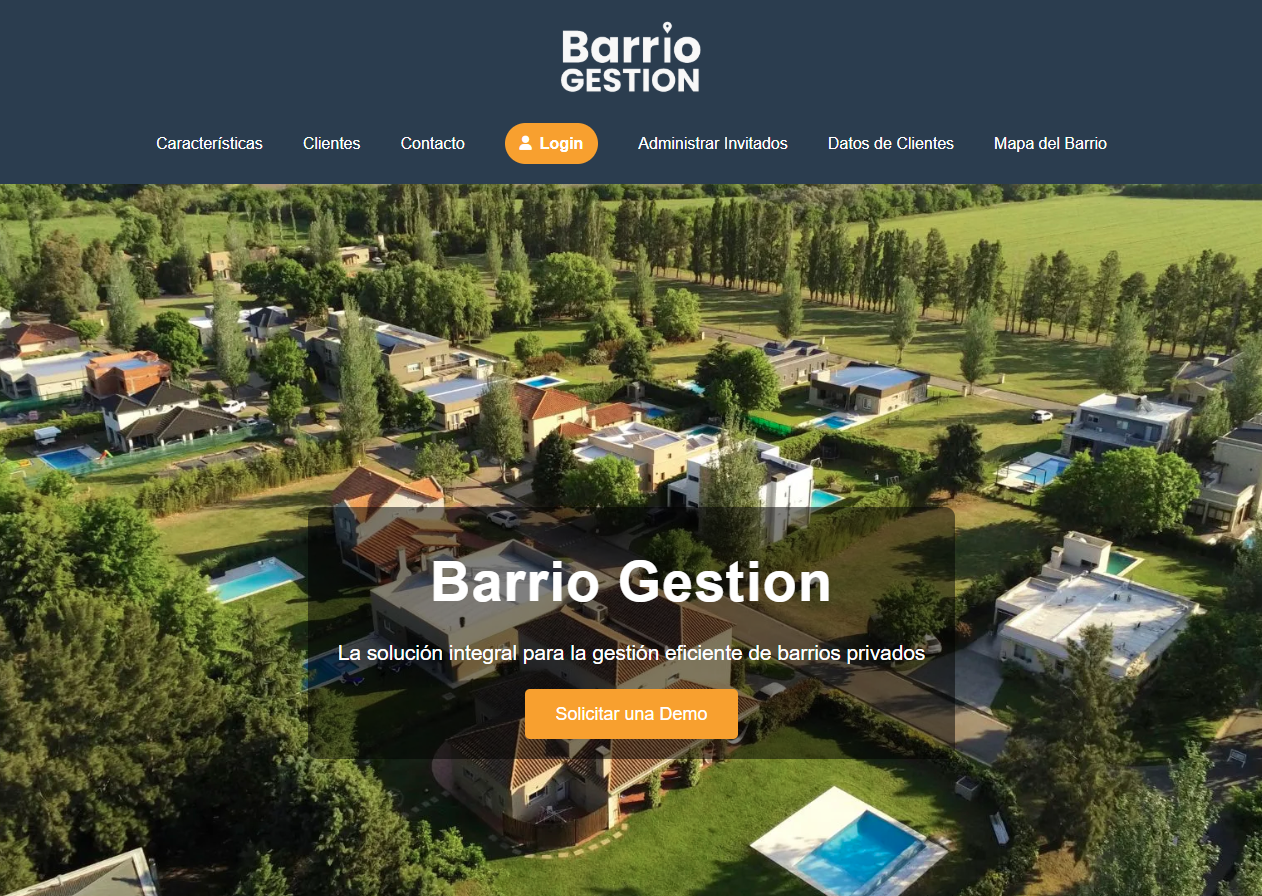 Barrio
GESTION
Características
Clientes
Contacto
Login
Administrar Invitados
Datos de Clientes
Mapa del Barrio
Barrio Gestion
La solución integral para la gestión eficiente de barrios privados
Solicitar una Demo